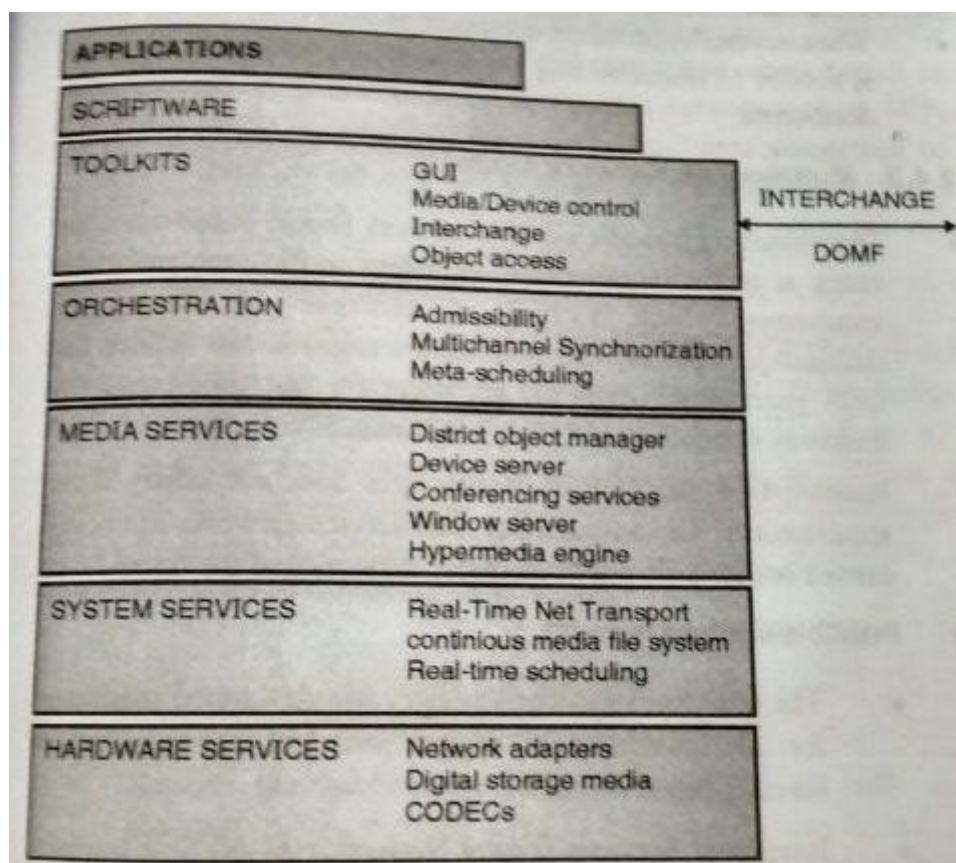 APPLICATIONS
SCRIPTWARE
TOOLKITS
GUI
Media/Device control
Interchange
Object access
INTERCHANGE
DOMF
ORCHESTRATION
Admissibility
Multichannel Synchnorization
Meta-scheduling
MEDIA SERVICES
District object manager
Device server
Conferencing services
Window server
Hypermedia engine
SYSTEM SERVICES
Real-Time Net Transport
continious media file system
Real-time scheduling
HARDWARE SERVICES
Network adapters
Digital storage media
CODECs